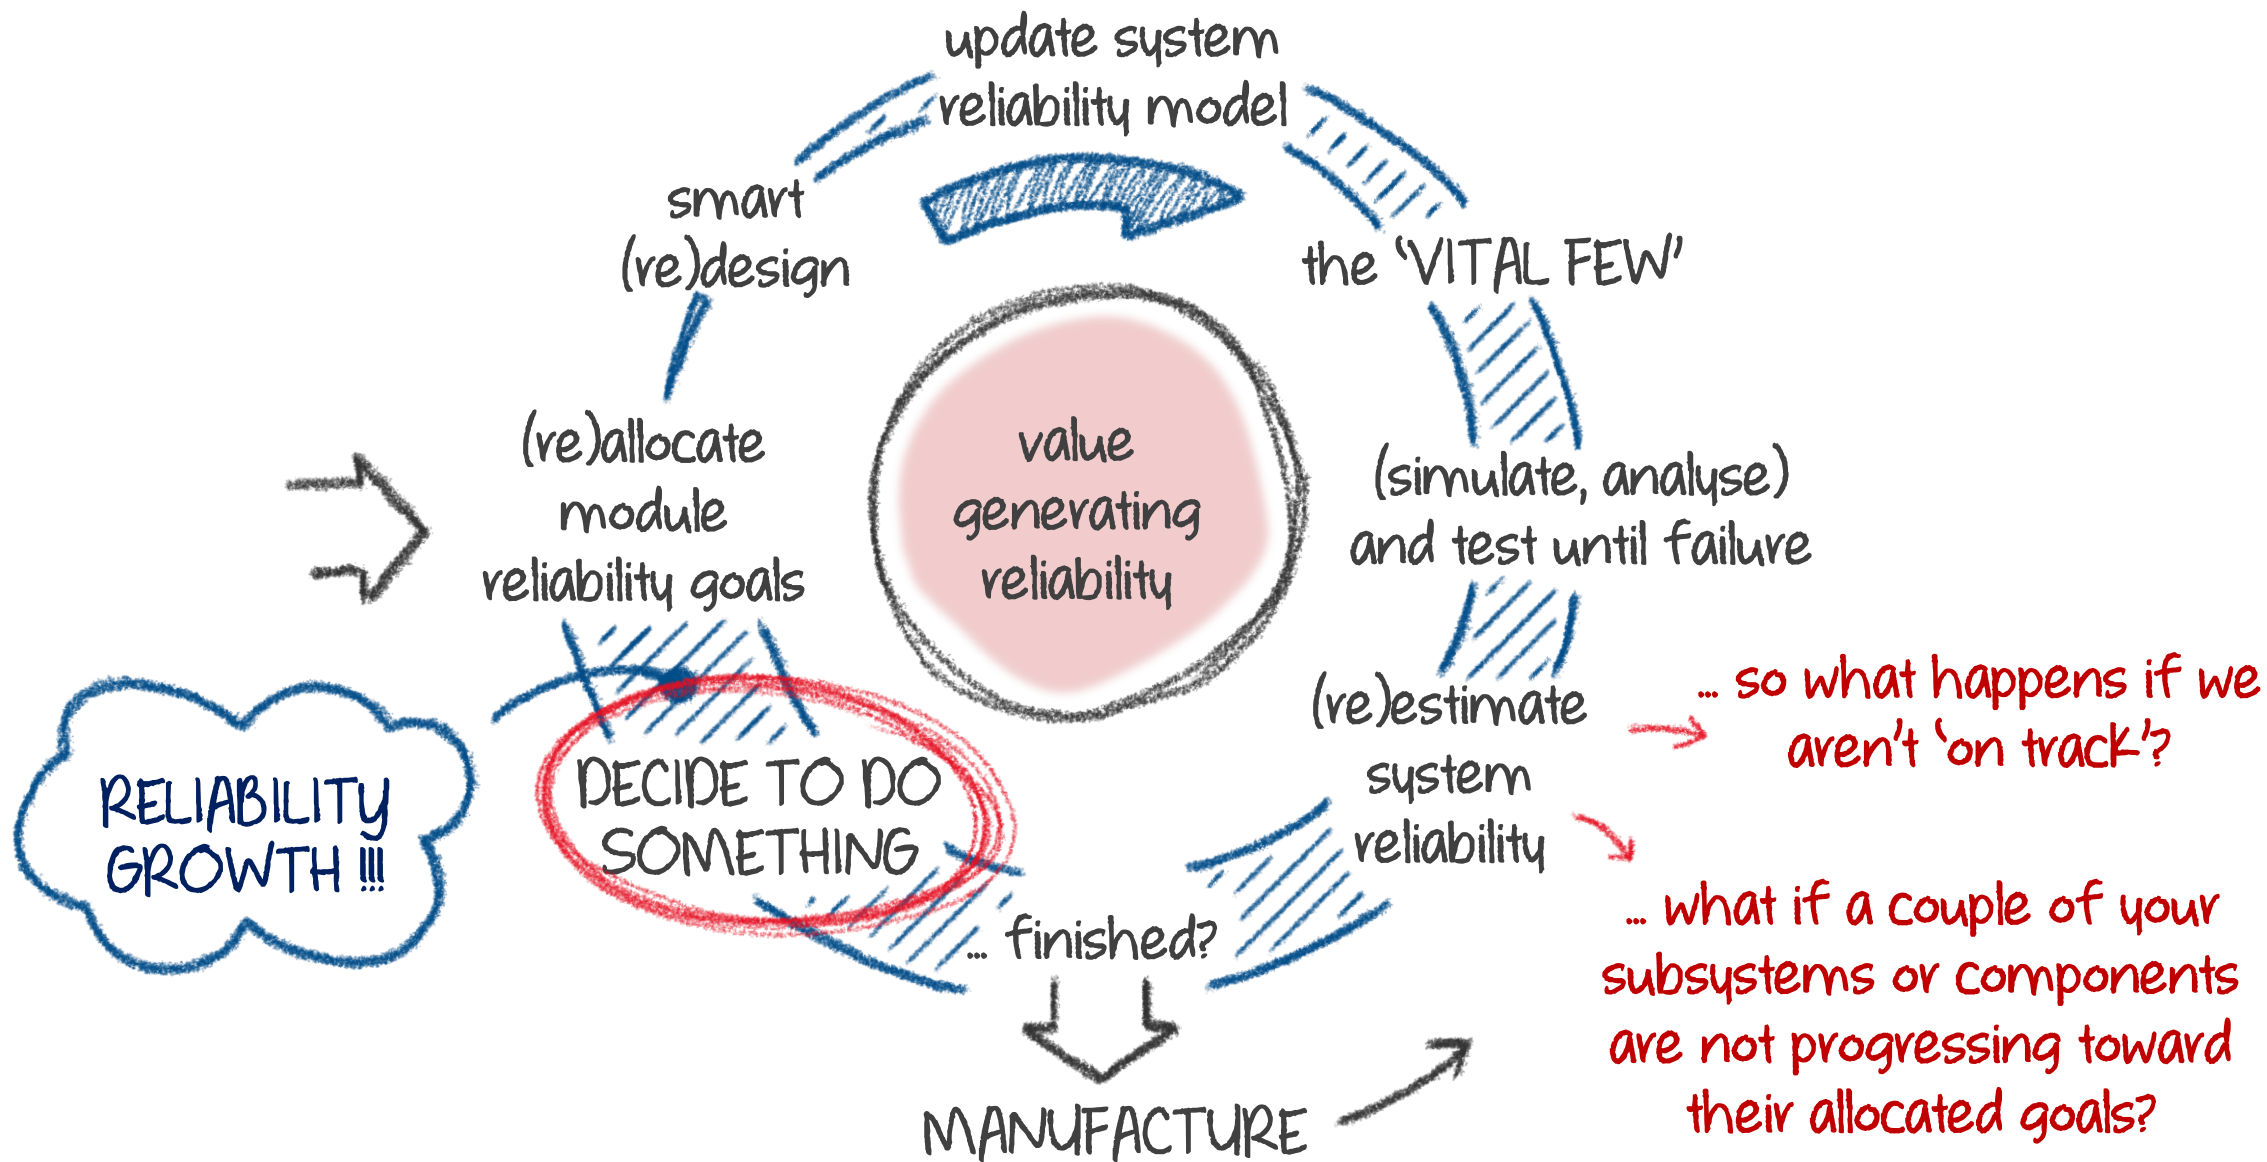 update system
reliability model
smart
(re)design
the ‘VITAL FEW’
(re)allocate
module
reliability goals
value
generating
reliability
(simulate, analyse)
and test until failure
(re)estimate
system
reliability
... so what happens if we
aren’t ‘on track’?
RELIABILITY
GROWTH !!!
DECIDE TO DO
SOMETHING
... finished?
... what if a couple of your
subsystems or components
are not progressing toward
their allocated goals?
MANUFACTURE